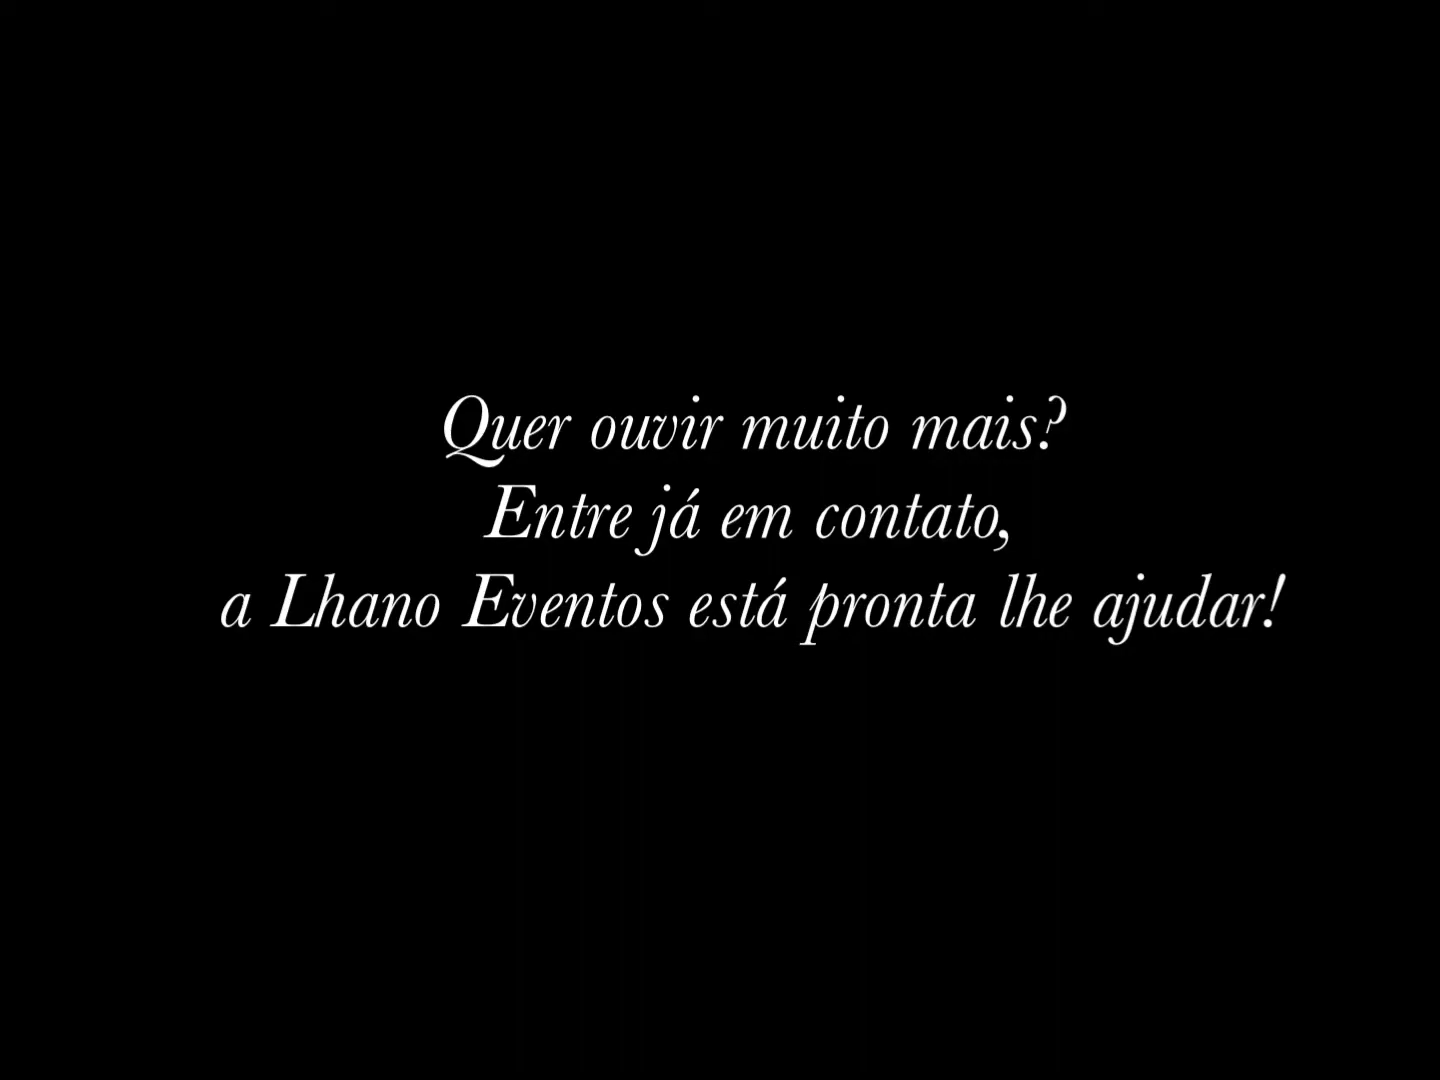 Quer ouvir muito mais?
Entre já em contato,
a Lhano Eventos está pronta lhe ajudar!